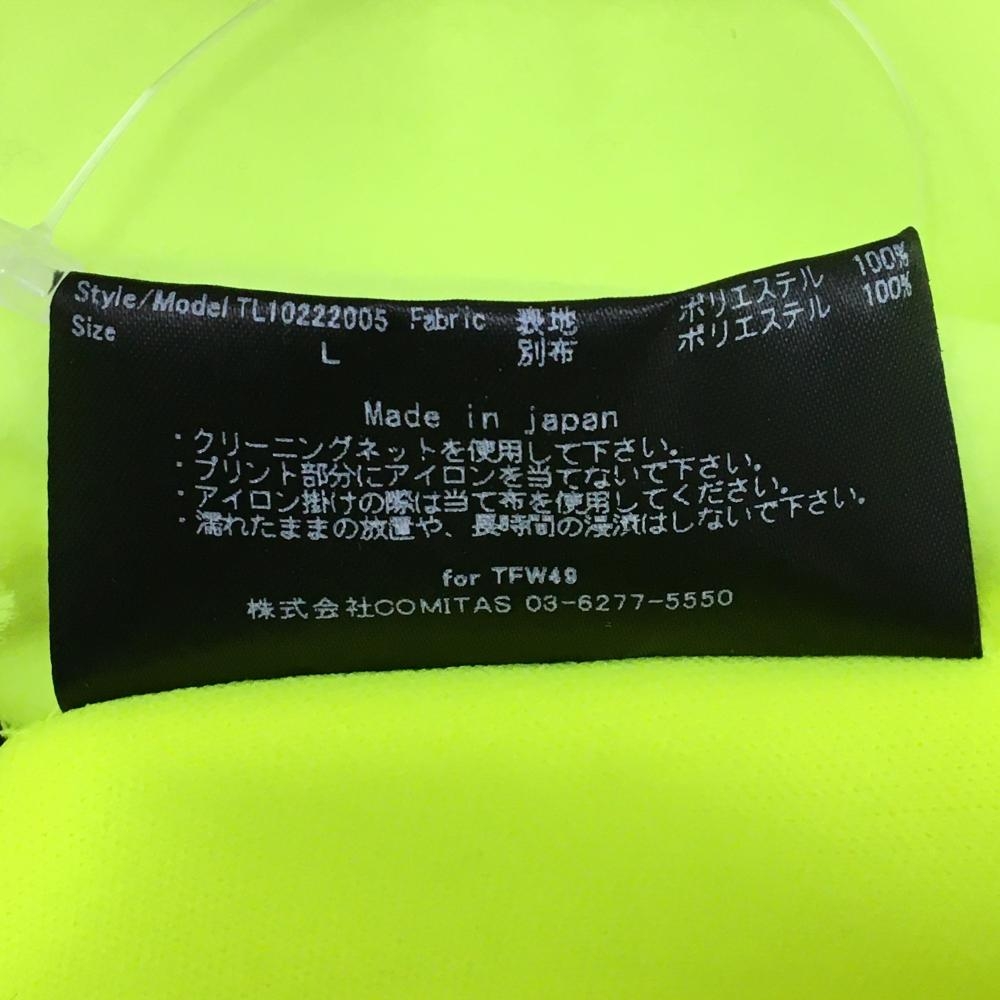 Style/Model TL10222005 Fabric 表地 ポリエステル 100%
Size L 別布 ポリエステル 100%
Made in japan
・クリーニングネットを使用して下さい。
・プリント部分にアイロンを当てないで下さい。
・アイロン掛けの際は当て布を使用してください。
・濡れたままの放置や、長時間の浸漬はしないで下さい。
for TFW49
株式会社COMITAS 03-6277-5550